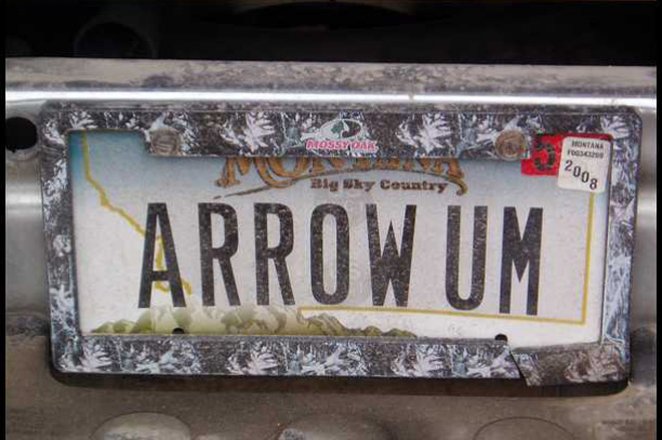 MOSSY OAK
MONTANA
Big Sky Country
MONTANA
2008
ARROW UM